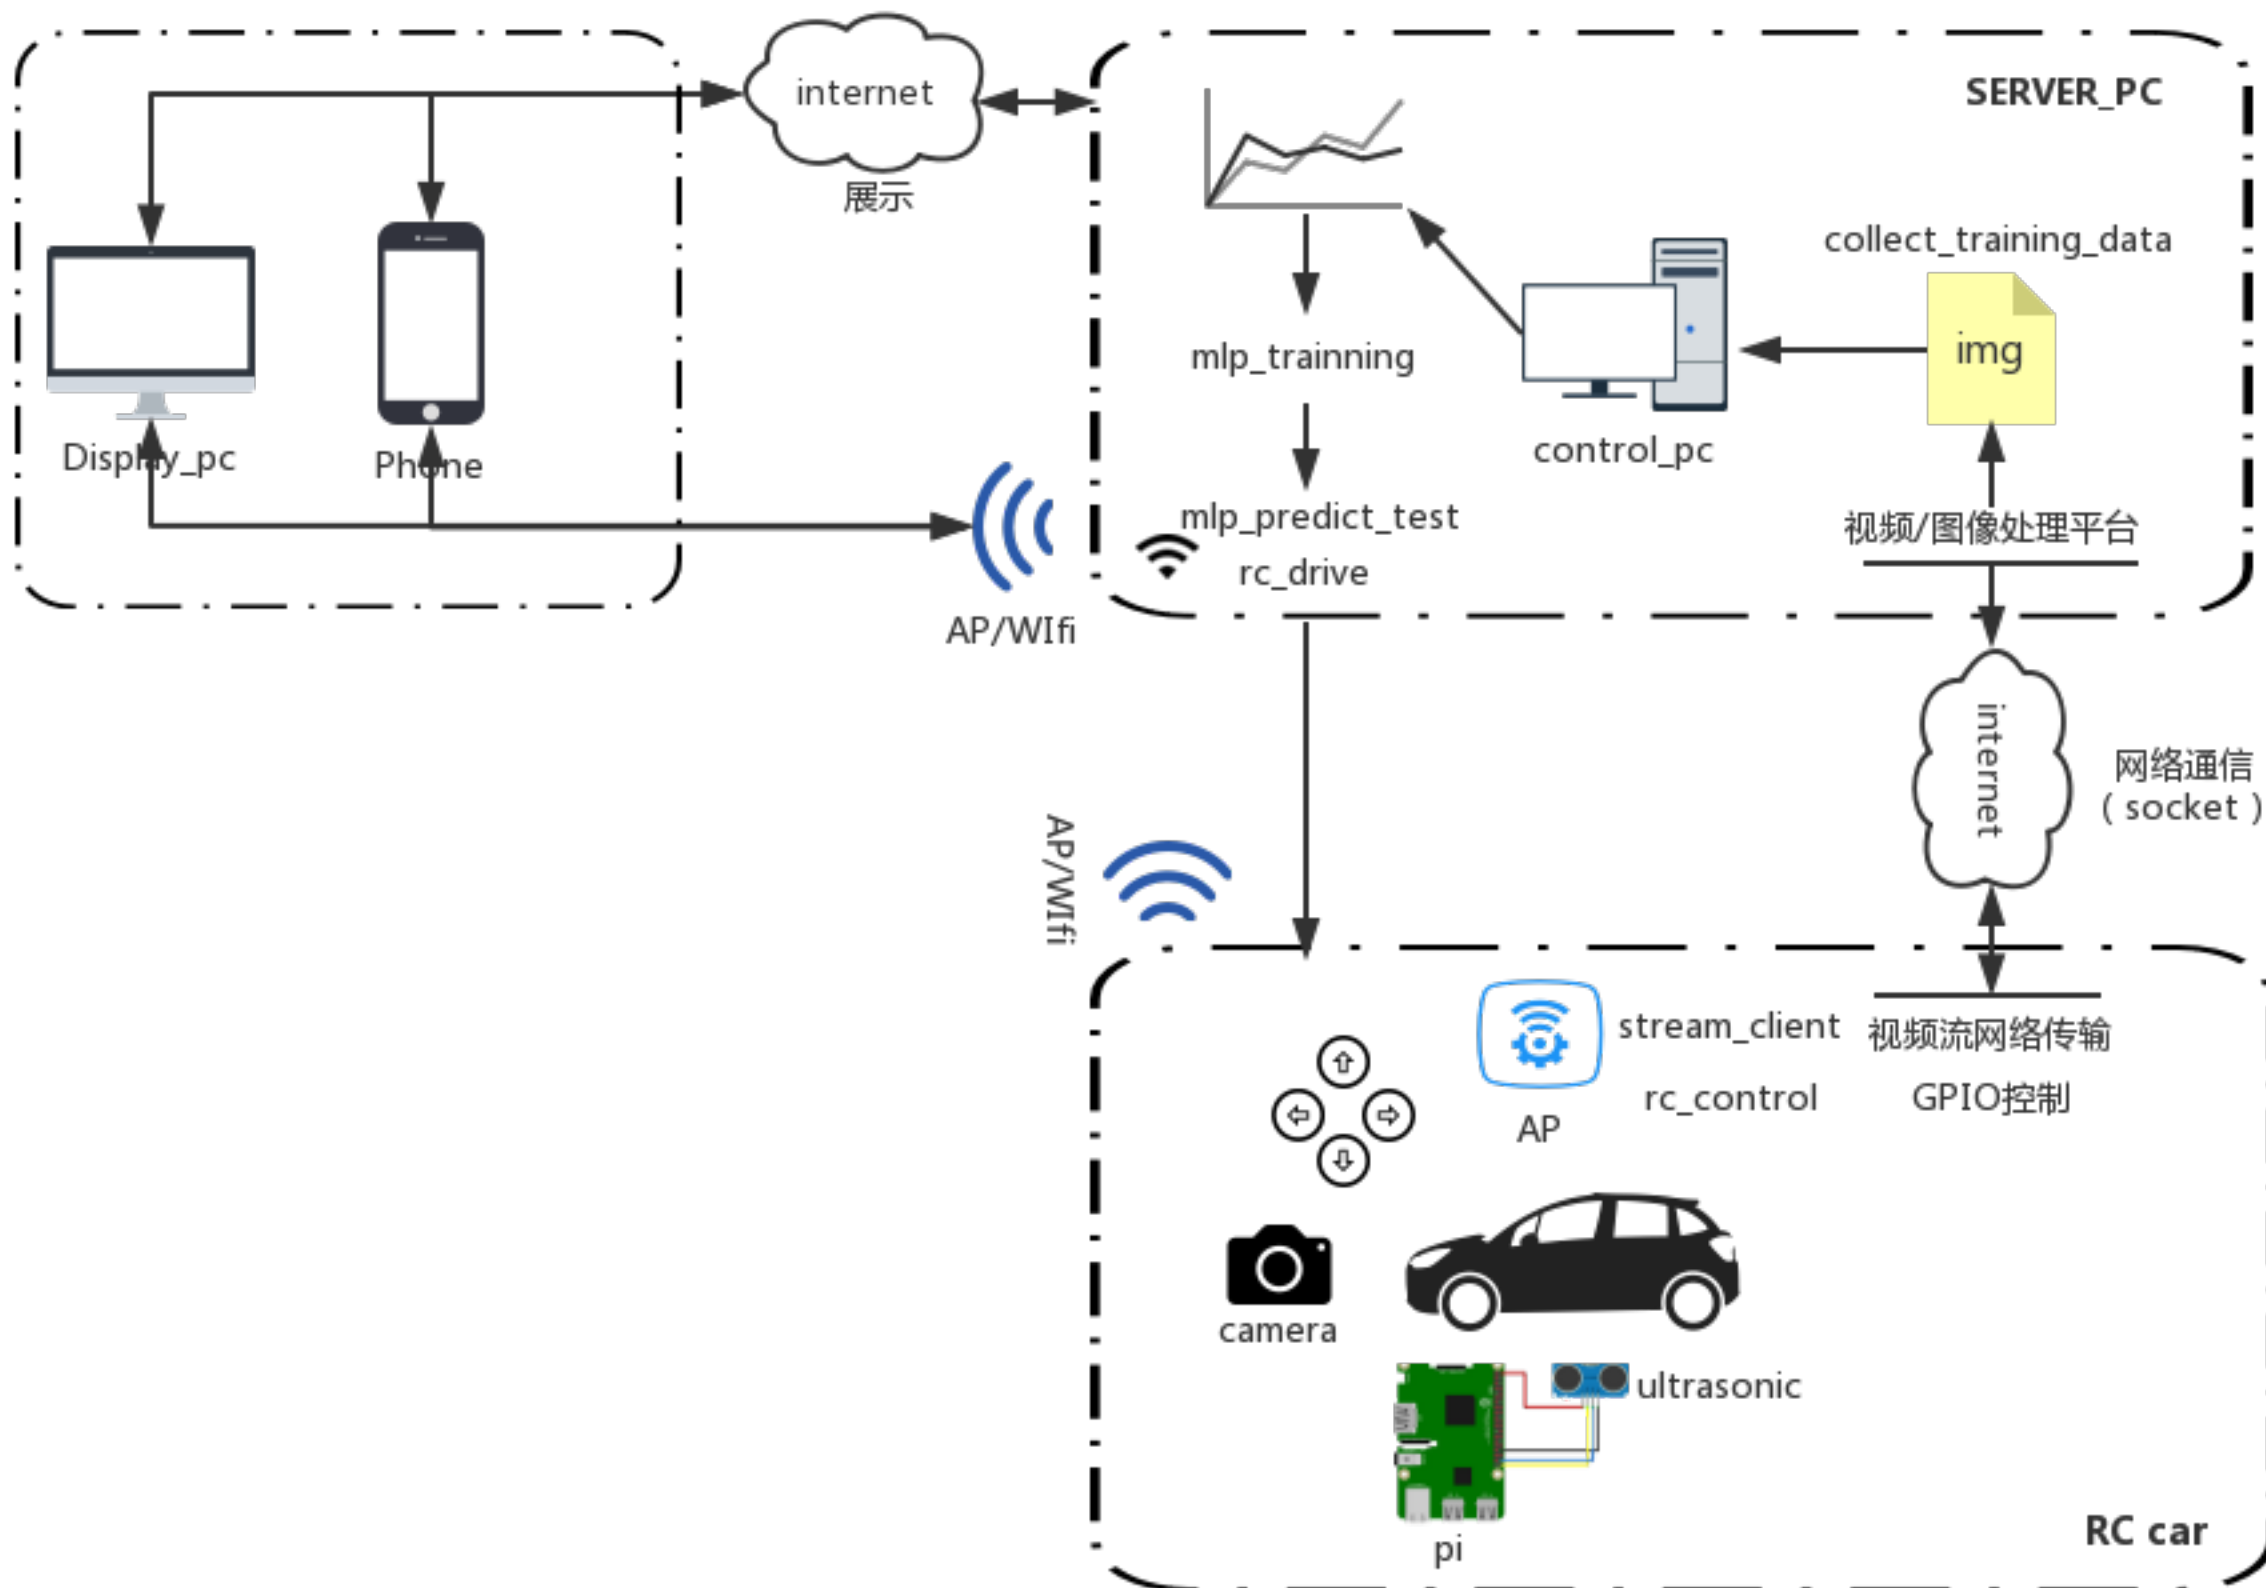 internet
展示
SERVER_PC
collect_training_data
img
mlp_trainning
control_pc
Display_pc
Phone
mlp_predict_test
rc_drive
视频/图像处理平台
AP/WIfi
internet
网络通信
( socket )
AP/WIfi
stream_client
视频流网络传输
rc_control
GPIO控制
AP
camera
ultrasonic
pi
RC car